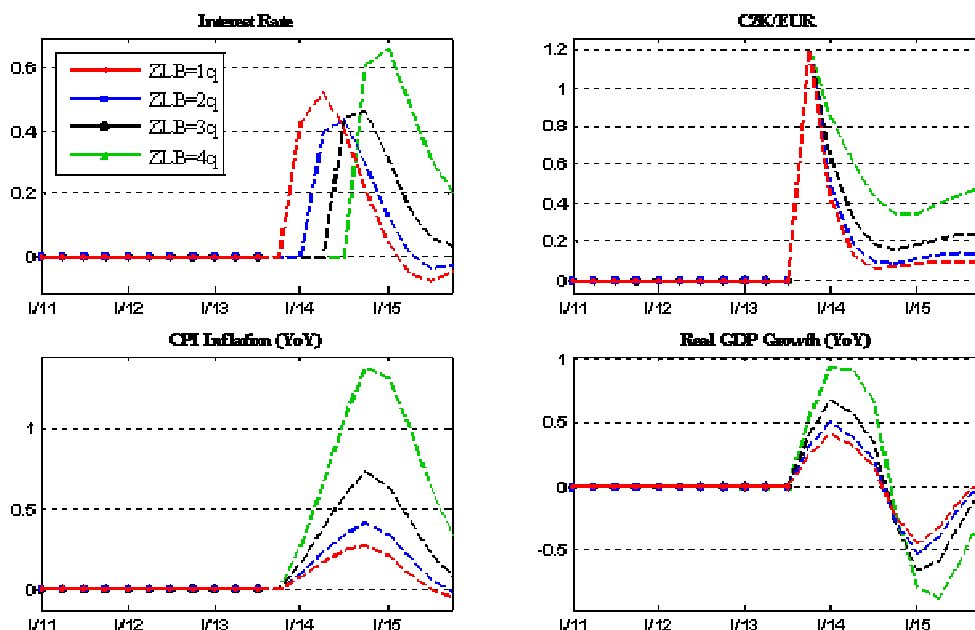 Interest Rate
0.6
0.4
0.2
0
ZLB=1q
ZLB=2q
ZLB=3q
ZLB=4q
I/11
I/12
I/13
I/14
I/15
CZK/EUR
1.2
1
0.8
0.6
0.4
0.2
0
I/11
I/12
I/13
I/14
I/15
CPI Inflation (YoY)
1
0.5
0
I/11
I/12
I/13
I/14
I/15
Real GDP Growth (YoY)
1
0.5
0
-0.5
I/11
I/12
I/13
I/14
I/15